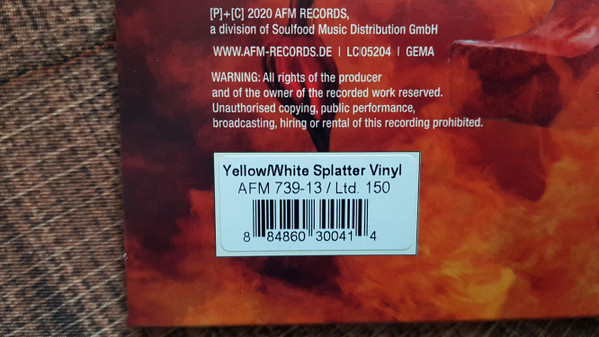 [P]+[C] 2020 AFM RECORDS,
a division of Soulfood Music Distribution GmbH
WWW.AFM-RECORDS.DE | LC 05204 | GEMA
WARNING: All rights of the producer
and of the owner of the recorded work reserved.
Unauthorised copying, public performance,
broadcasting, hiring or rental of this recording prohibited.
Yellow/White Splatter Vinyl
AFM 739-13 / Ltd. 150
8 84860 30041 4